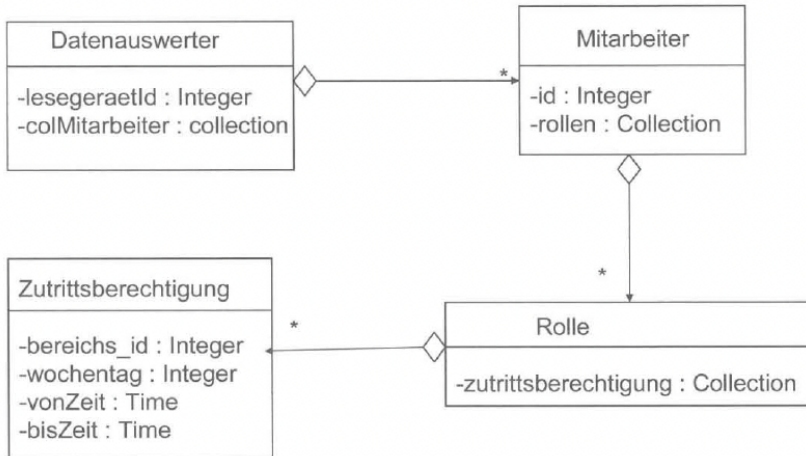 Datenauswerter
-lesegeraetId : Integer
-colMitarbeiter : collection
*
Mitarbeiter
-id : Integer
-rollen : Collection
*
Zutrittsberechtigung
-bereichs_id : Integer
-wochentag : Integer
-vonZeit : Time
-bisZeit : Time
*
Rolle
-zutrittsberechtigung : Collection